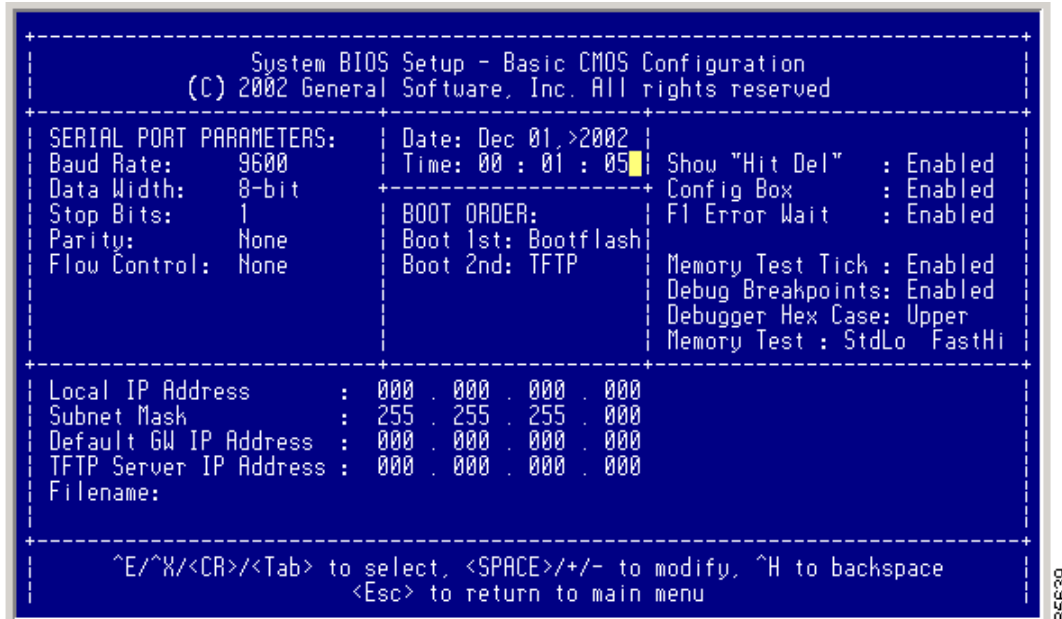 System BIOS Setup - Basic CMOS Configuration
(C) 2002 General Software, Inc. All rights reserved
SERIAL PORT PARAMETERS:
Baud Rate: 9600
Data Width: 8-bit
Stop Bits: 1
Parity: None
Flow Control: None
Date: Dec 01,>2002
Time: 00 : 01 : 05
BOOT ORDER:
Boot 1st: Bootflash
Boot 2nd: TFTP
Show "Hit Del" : Enabled
Config Box : Enabled
F1 Error Wait : Enabled
Memory Test Tick : Enabled
Debug Breakpoints: Enabled
Debugger Hex Case: Upper
Memory Test : StdLo FastHi
Local IP Address : 000 . 000 . 000 . 000
Subnet Mask : 255 . 255 . 255 . 000
Default GW IP Address : 000 . 000 . 000 . 000
TFTP Server IP Address : 000 . 000 . 000 . 000
Filename:
^E/^X/<CR>/<Tab> to select, <SPACE>/+/- to modify, ^H to backspace
<Esc> to return to main menu